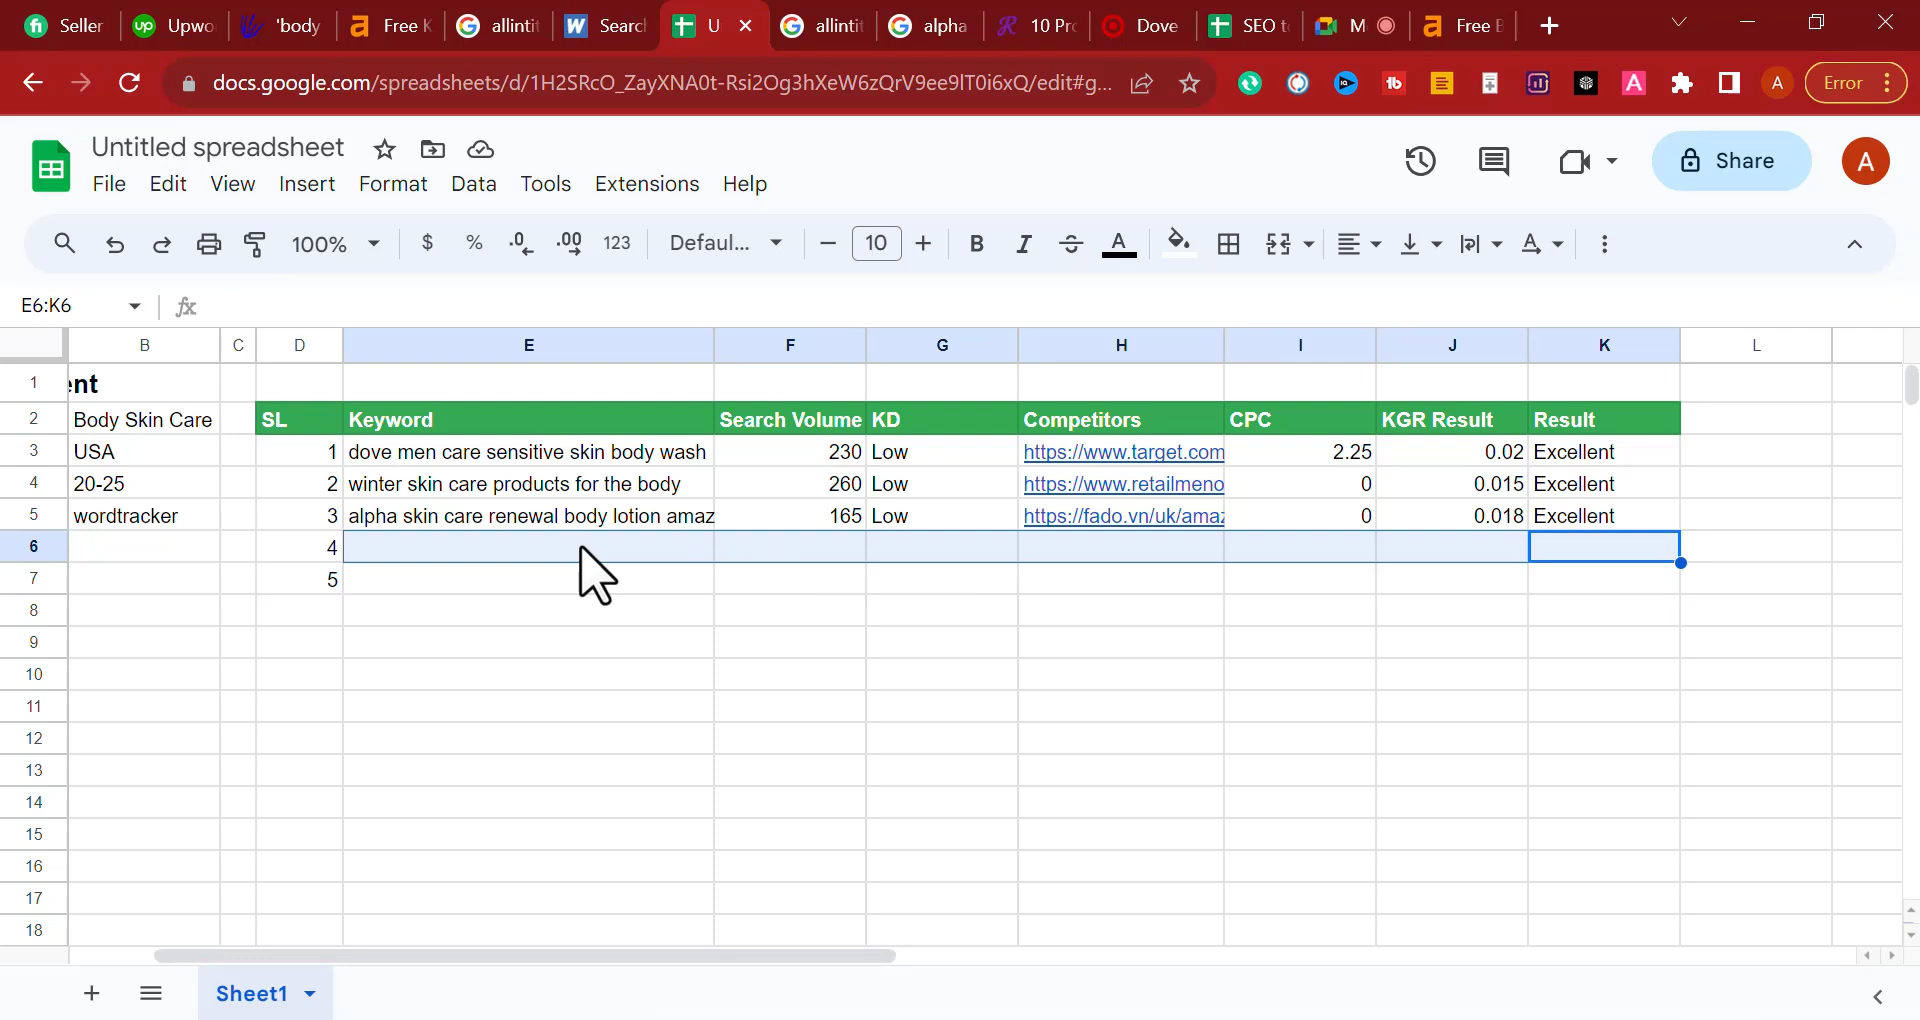 Seller
Upwo
'body
Free K
allintit
Search
U
allintit
alpha
10 Pro
Dove
SEO t
M
Free B
docs.google.com/spreadsheets/d/1H2SRcO_ZayXNA0t-Rsi2Og3hXeW6zQrV9ee9lT0i6xQ/edit#g...
Error
Untitled spreadsheet
File Edit View Insert Format Data Tools Extensions Help
Share
A
100% $ % .0 .00 123 Defaul... 10 B I A
E6:K6
B C D E F G H I J K L
1 ent
2 Body Skin Care SL Keyword Search Volume KD Competitors CPC KGR Result Result
3 USA 1 dove men care sensitive skin body wash 230 Low https://www.target.com 2.25 0.02 Excellent
4 20-25 2 winter skin care products for the body 260 Low https://www.retailmeno 0 0.015 Excellent
5 wordtracker 3 alpha skin care renewal body lotion amaz 165 Low https://fado.vn/uk/amaz 0 0.018 Excellent
6 4
7 5
8
9
10
11
12
13
14
15
16
17
18
Sheet1